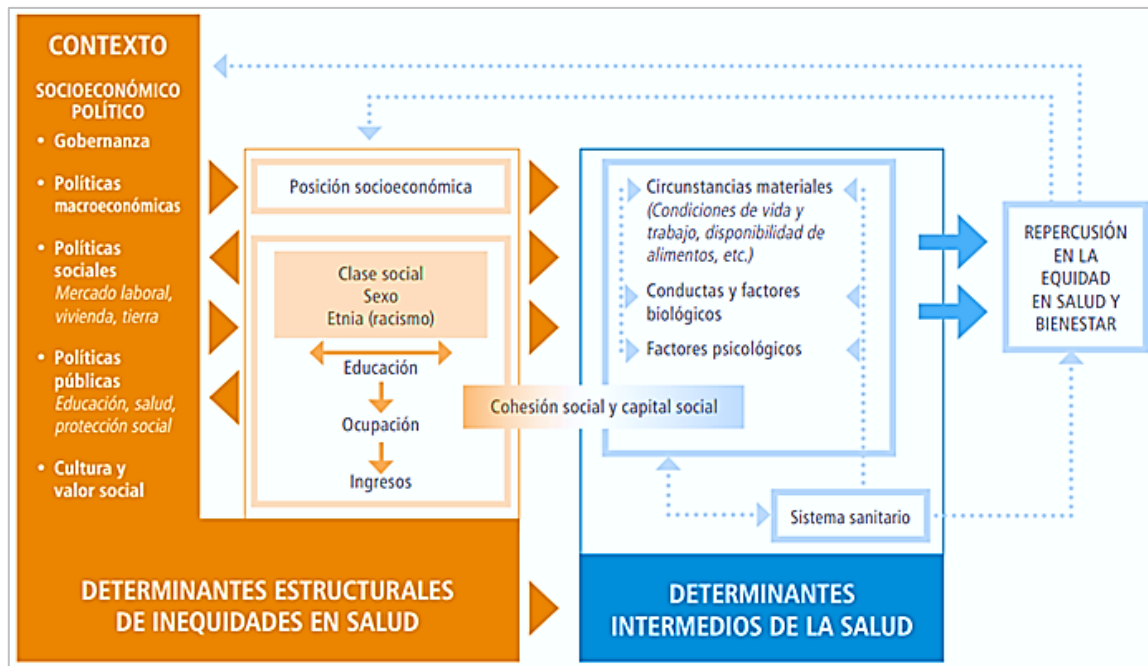 CONTEXTO
SOCIOECONÓMICO
POLÍTICO
• Gobernanza
• Políticas
macroeconómicas
• Políticas
sociales
Mercado laboral,
vivienda, tierra
• Políticas
públicas
Educación, salud,
protección social
• Cultura y
valor social
Posición socioeconómica
Clase social
Sexo
Etnia (racismo)
Educación
Ocupación
Ingresos
Cohesión social y capital social
Circunstancias materiales
(Condiciones de vida y
trabajo, disponibilidad de
alimentos, etc.)
Conductas y factores
biológicos
Factores psicológicos
Sistema sanitario
REPERCUSIÓN
EN LA
EQUIDAD
EN SALUD Y
BIENESTAR
DETERMINANTES ESTRUCTURALES
DE INEQUIDADES EN SALUD
DETERMINANTES
INTERMEDIOS DE LA SALUD